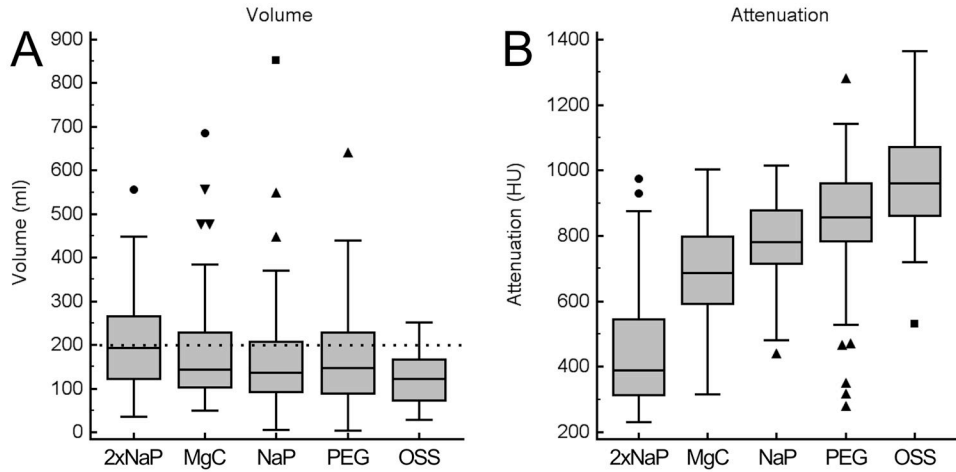 A
Volume
Volume (ml)
900
800
700
600
500
400
300
200
100
0
2xNaP MgC NaP PEG OSS
B
Attenuation
Attenuation (HU)
1400
1200
1000
800
600
400
200
2xNaP MgC NaP PEG OSS